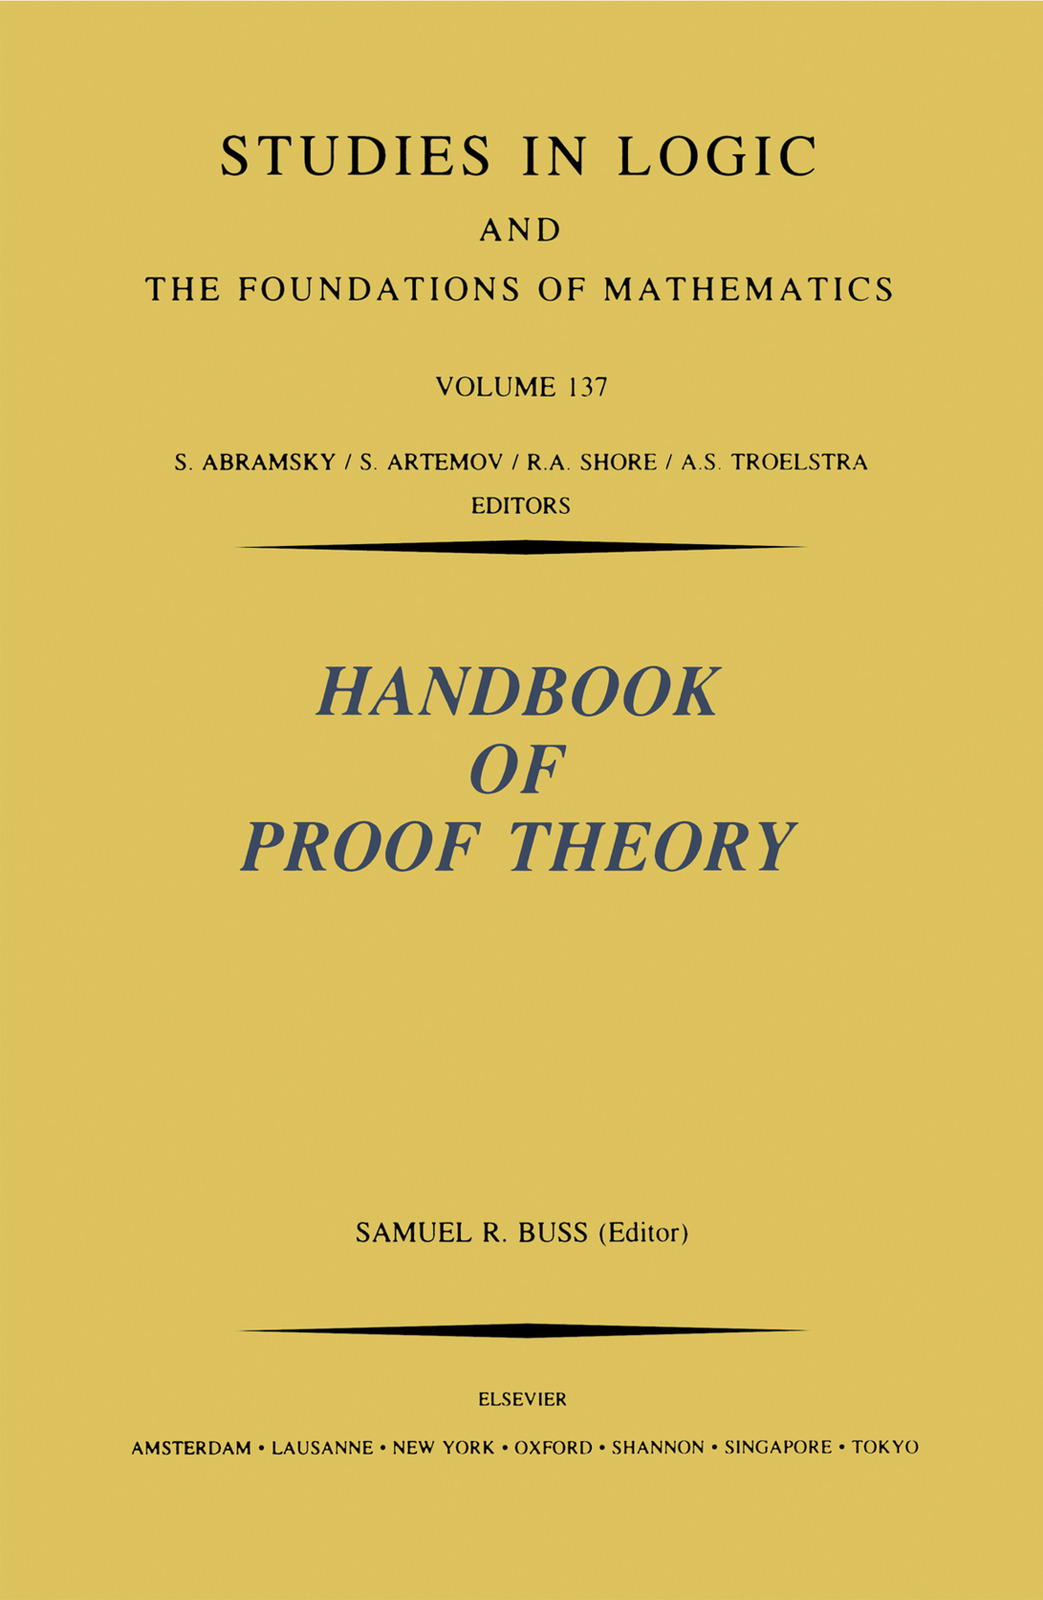 STUDIES IN LOGIC
AND
THE FOUNDATIONS OF MATHEMATICS
VOLUME 137
S. ABRAMSKY / S. ARTEMOV / R.A. SHORE / A.S. TROELSTRA
EDITORS
HANDBOOK
OF
PROOF THEORY
SAMUEL R. BUSS (Editor)
ELSEVIER
AMSTERDAM • LAUSANNE • NEW YORK • OXFORD • SHANNON • SINGAPORE • TOKYO